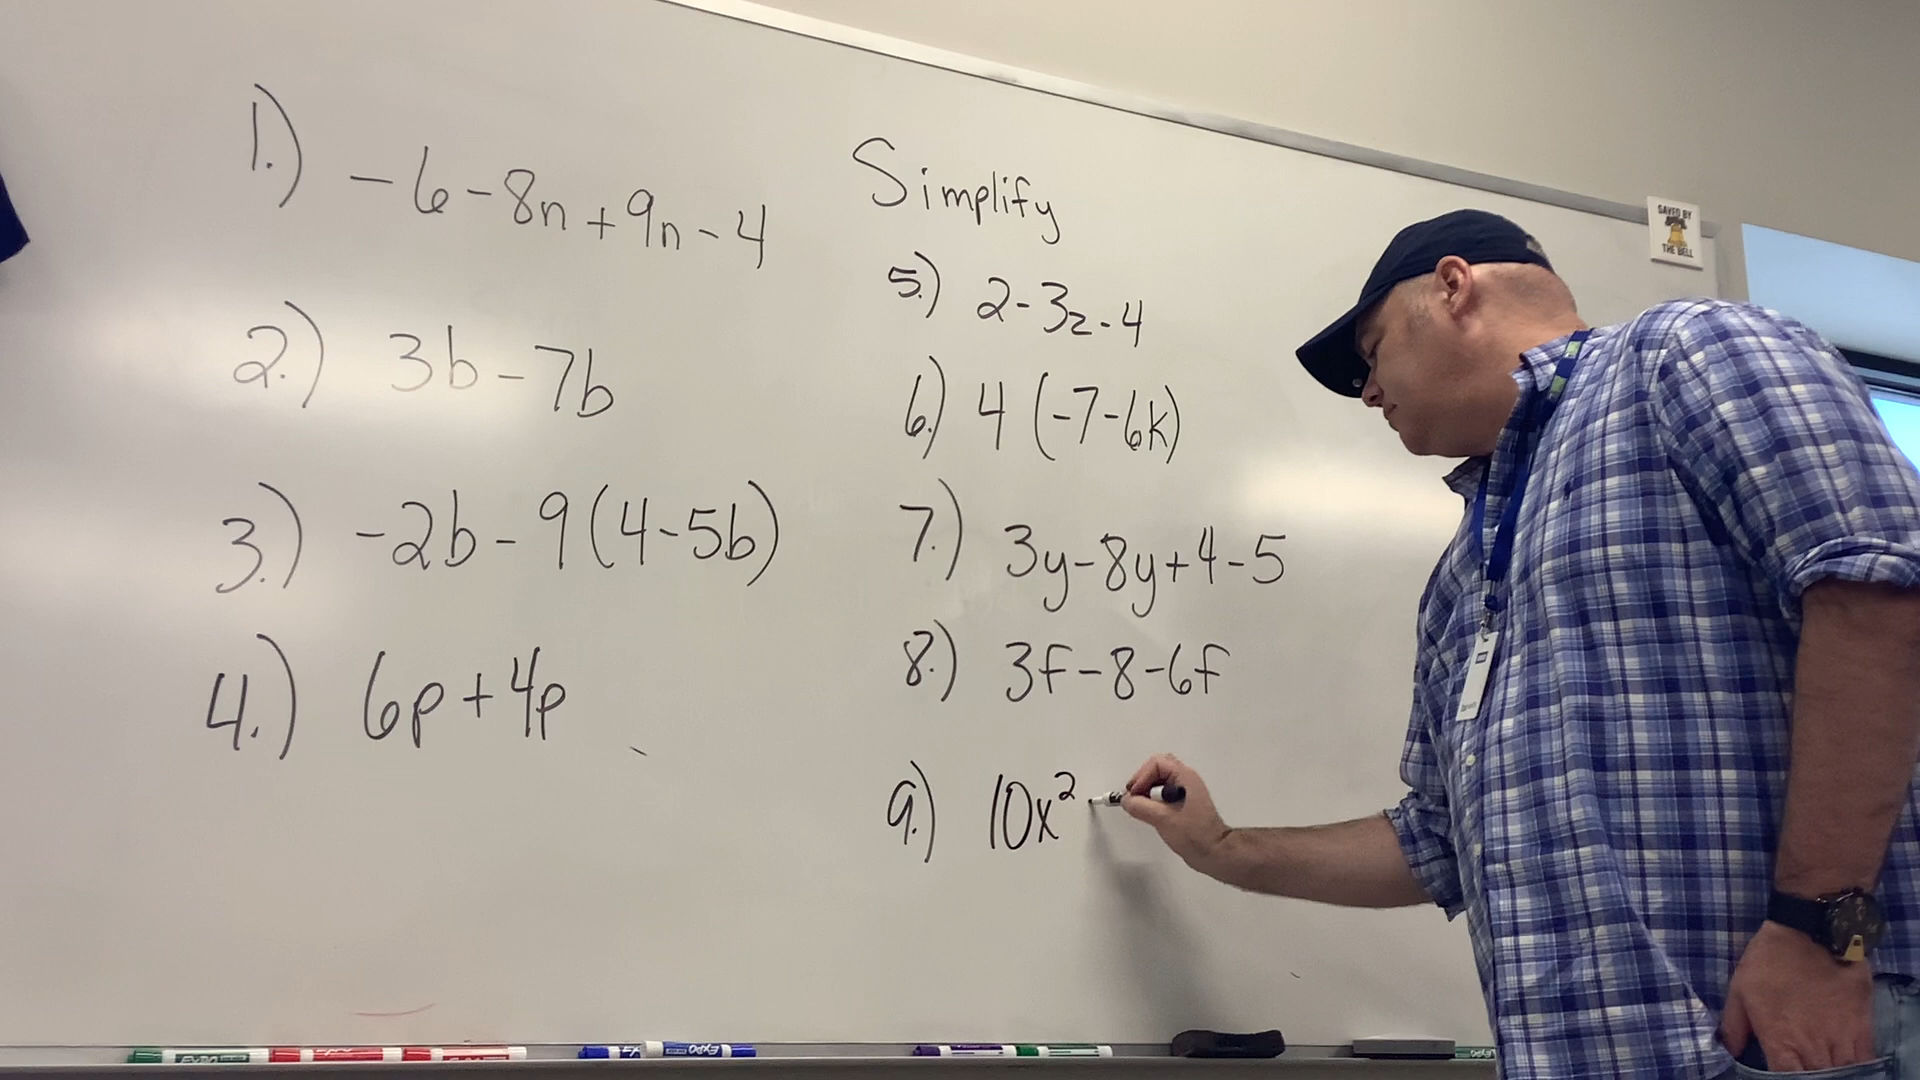 1.) -6-8n+9n-4
2.) 3b-7b
3.) -2b-9(4-5b)
4.) 6p+4p
Simplify
5.) 2-3z-4
6.) 4(-7-6k)
7.) 3y-8y+4-5
8.) 3f-8-6f
9.) 10x²
SAVED BY
THE BELL
EXPO
EXPO